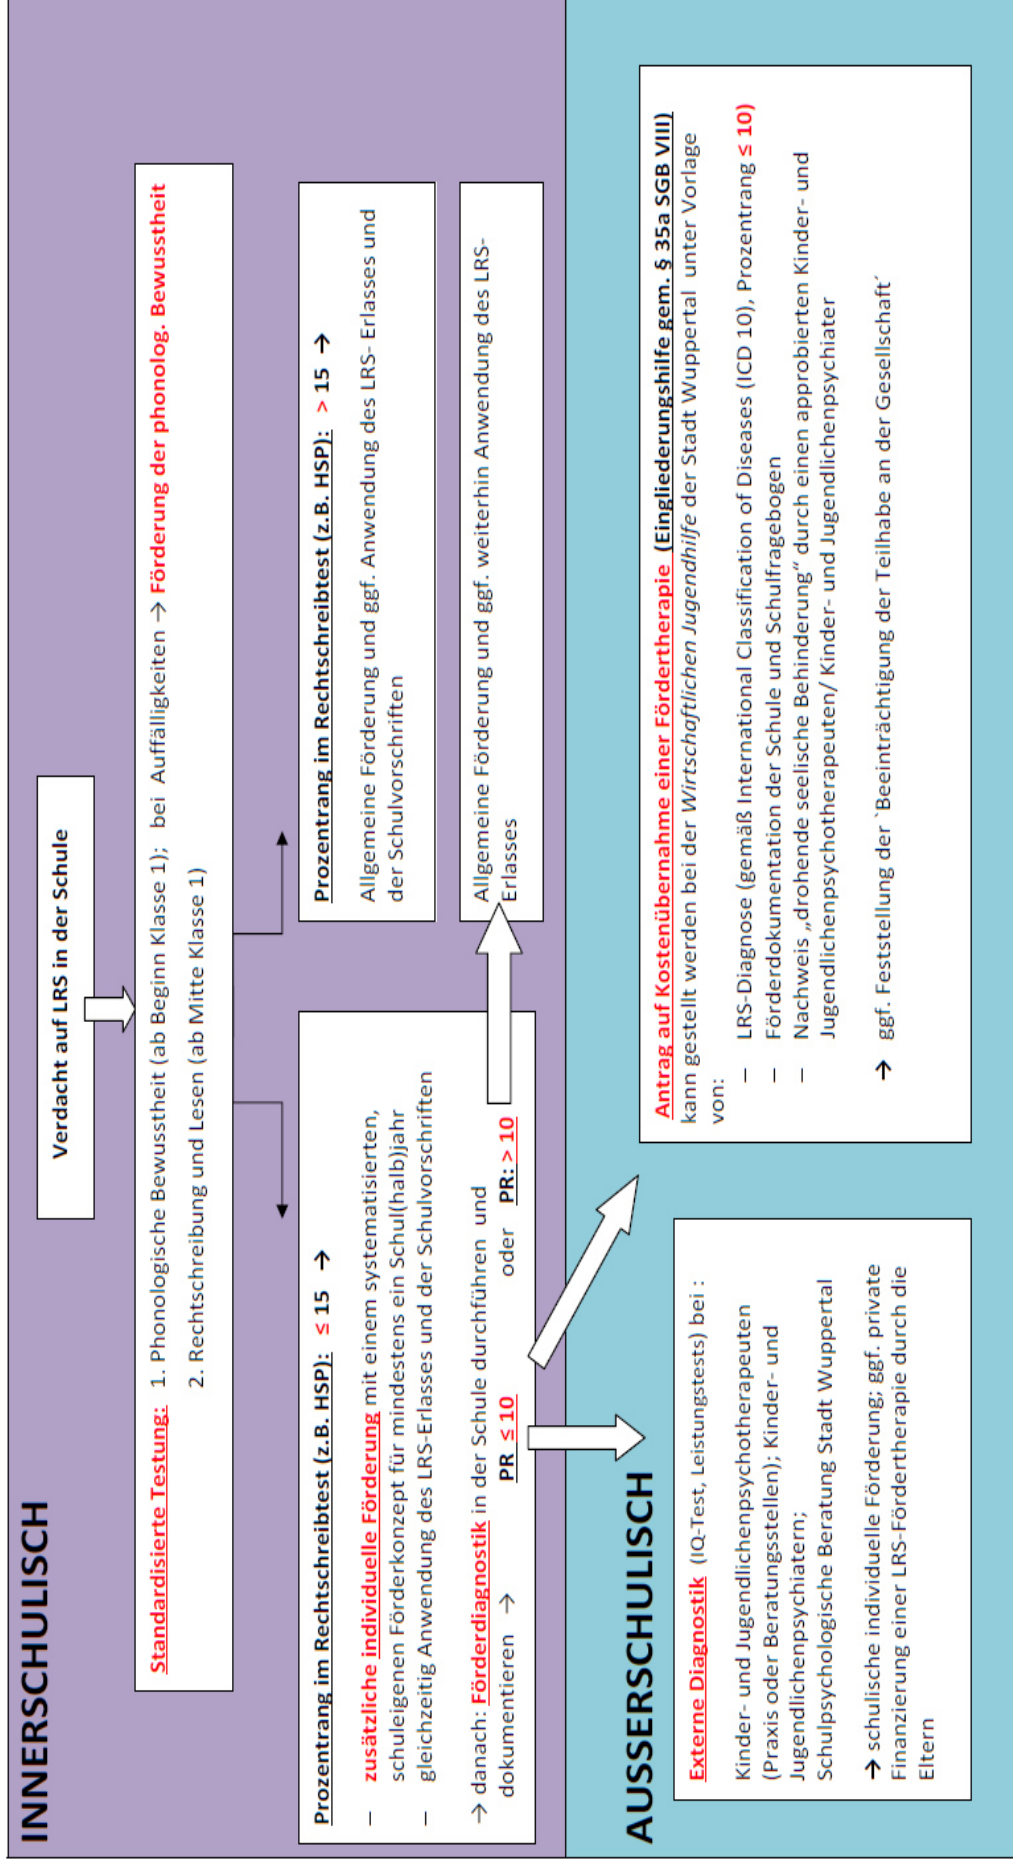 INNERSCHULISCH
Verdacht auf LRS in der Schule
Standardisierte Testung: 1. Phonologische Bewusstheit (ab Beginn Klasse 1); bei Auffälligkeiten → Förderung der phonolog. Bewusstheit
2. Rechtschreibung und Lesen (ab Mitte Klasse 1)
Prozentrang im Rechtschreibtest (z.B. HSP): ≤ 15 →
– zusätzliche individuelle Förderung mit einem systematisierten,
schuleigenen Förderkonzept für mindestens ein Schul(halb)jahr
– gleichzeitig Anwendung des LRS-Erlasses und der Schulvorschriften
→ danach: Förderdiagnostik in der Schule durchführen und
dokumentieren → PR ≤ 10 oder PR: > 10
Prozentrang im Rechtschreibtest (z.B. HSP): > 15 →
Allgemeine Förderung und ggf. Anwendung des LRS- Erlasses und
der Schulvorschriften
Allgemeine Förderung und ggf. weiterhin Anwendung des LRS-
Erlasses
AUSSERSCHULISCH
Externe Diagnostik (IQ-Test, Leistungstests) bei :
Kinder- und Jugendlichenpsychotherapeuten
(Praxis oder Beratungsstellen); Kinder- und
Jugendlichenpsychiatern;
Schulpsychologische Beratung Stadt Wuppertal
→ schulische individuelle Förderung; ggf. private
Finanzierung einer LRS-Fördertherapie durch die
Eltern
Antrag auf Kostenübernahme einer Fördertherapie (Eingliederungshilfe gem. § 35a SGB VIII)
kann gestellt werden bei der Wirtschaftlichen Jugendhilfe der Stadt Wuppertal unter Vorlage
von:
– LRS-Diagnose (gemäß International Classification of Diseases (ICD 10), Prozentrang ≤ 10)
– Förderdokumentation der Schule und Schulfragebogen
– Nachweis „drohende seelische Behinderung“ durch einen approbierten Kinder- und
Jugendlichenpsychotherapeuten/ Kinder- und Jugendlichenpsychiater
→ ggf. Feststellung der `Beeinträchtigung der Teilhabe an der Gesellschaft´